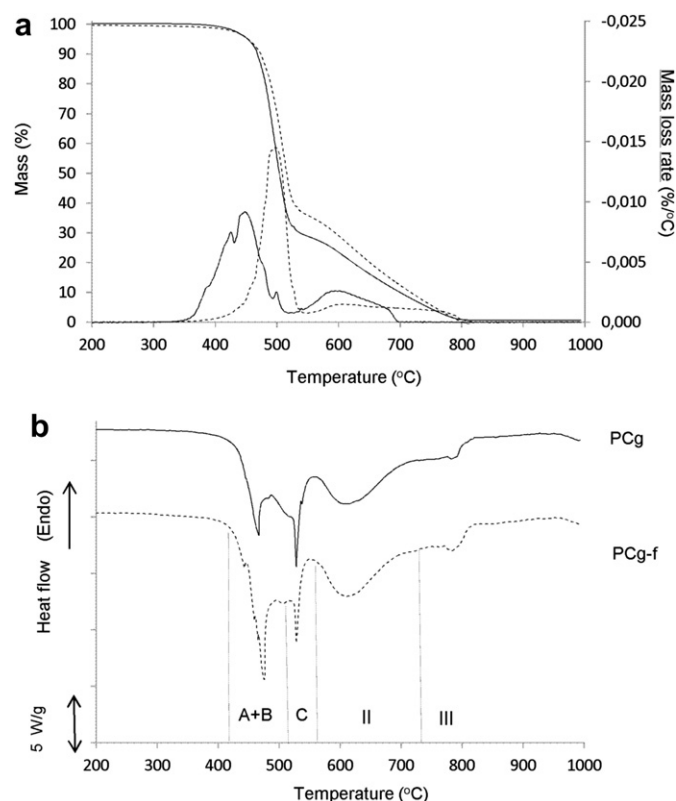 a
100
90
80
70
60
50
40
30
20
10
0
Mass (%)
-0,025
-0,020
-0,015
-0,010
-0,005
0,000
Mass loss rate (%/°C)
200 300 400 500 600 700 800 900 1000
Temperature (°C)
b
PCg
PCg-f
Heat flow (Endo)
5 W/g
A+B C II III
200 300 400 500 600 700 800 900 1000
Temperature (°C)